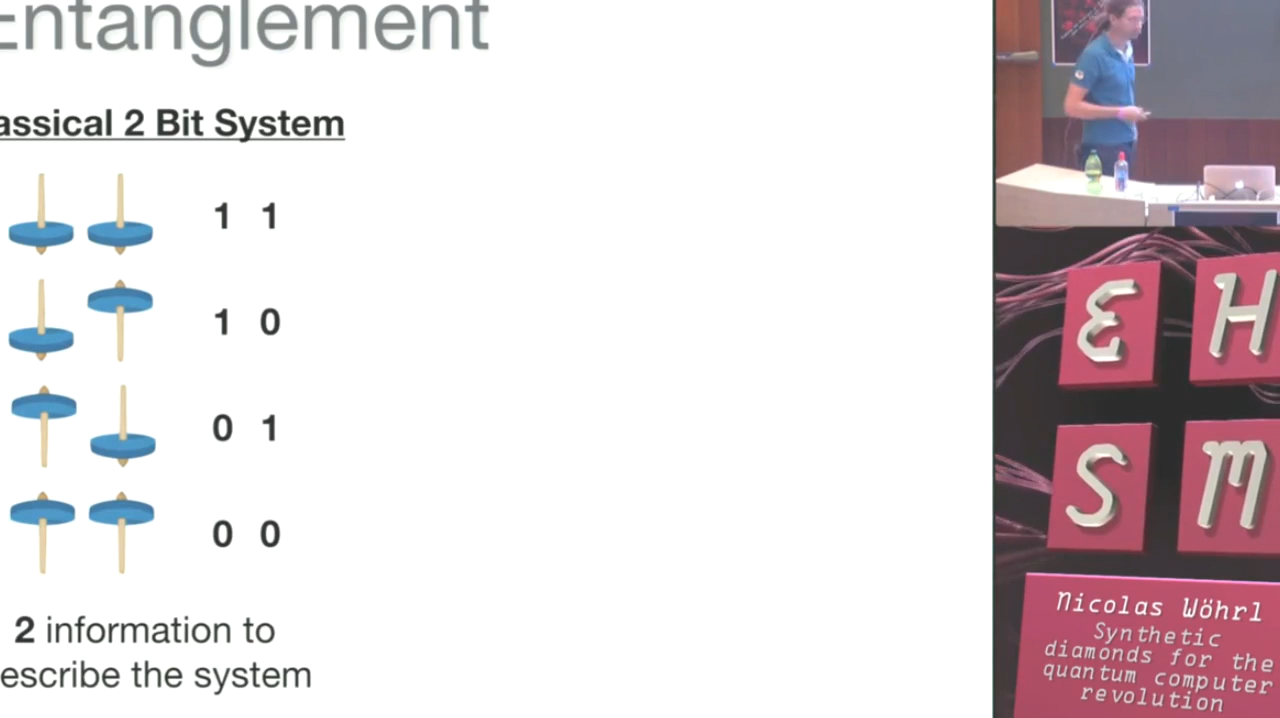 Entanglement
assical 2 Bit System
1 1
1 0
0 1
0 0
2 information to
escribe the system
ε H
S M
Nicolas Wöhrl
Synthetic
diamonds for the
quantum computer
revolution